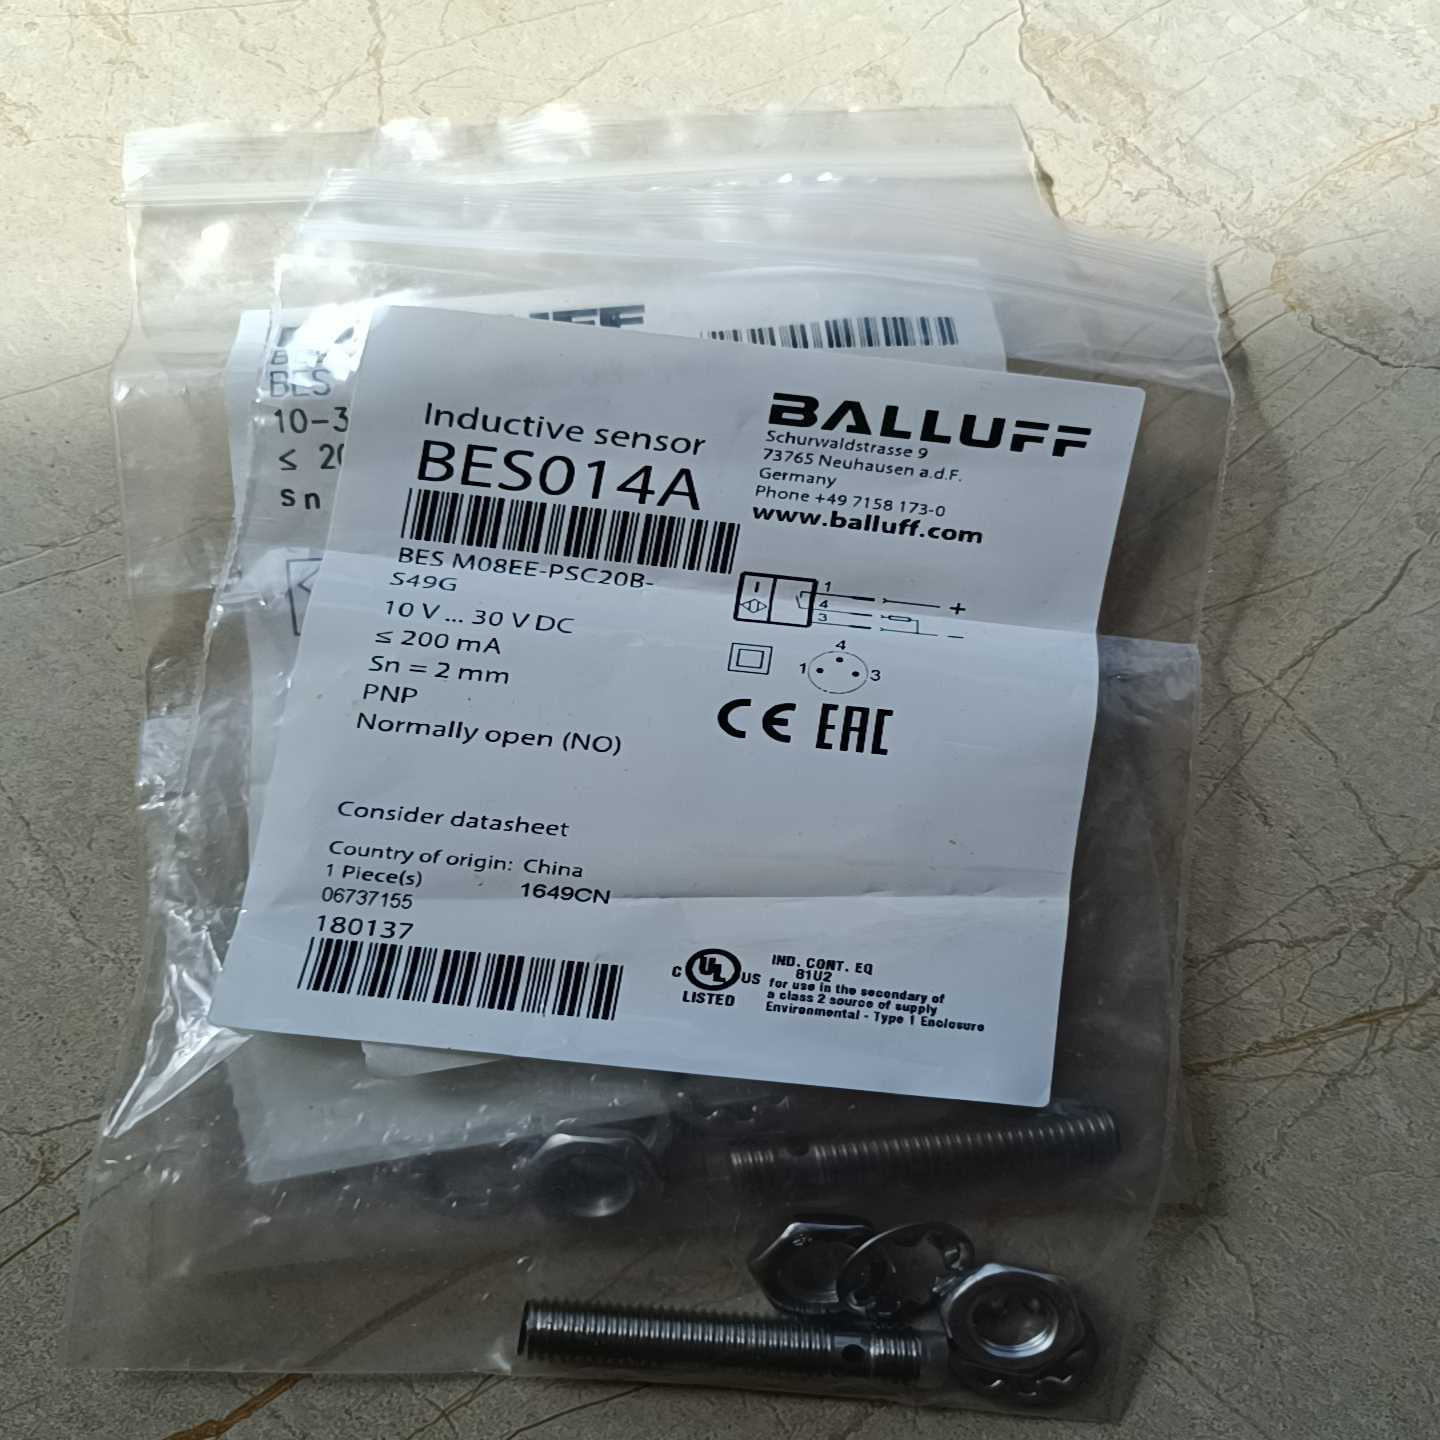 BES
10-3
≤ 20
sn
Inductive sensor
BES014A
BES M08EE-PSC20B-
S49G
10 V ... 30 V DC
≤ 200 mA
Sn = 2 mm
PNP
Normally open (NO)
Consider datasheet
Country of origin: China
1 Piece(s) 1649CN
06737155
180137
BALLUFF
Schurwaldstrasse 9
73765 Neuhausen a.d.F.
Germany
Phone +49 7158 173-0
www.balluff.com
1
4
3
+
−
4
1 3
CE EAC
C UL US
LISTED
IND. CONT. EQ
81U2
for use in the secondary of
a class 2 source of supply
Environmental - Type 1 Enclosure